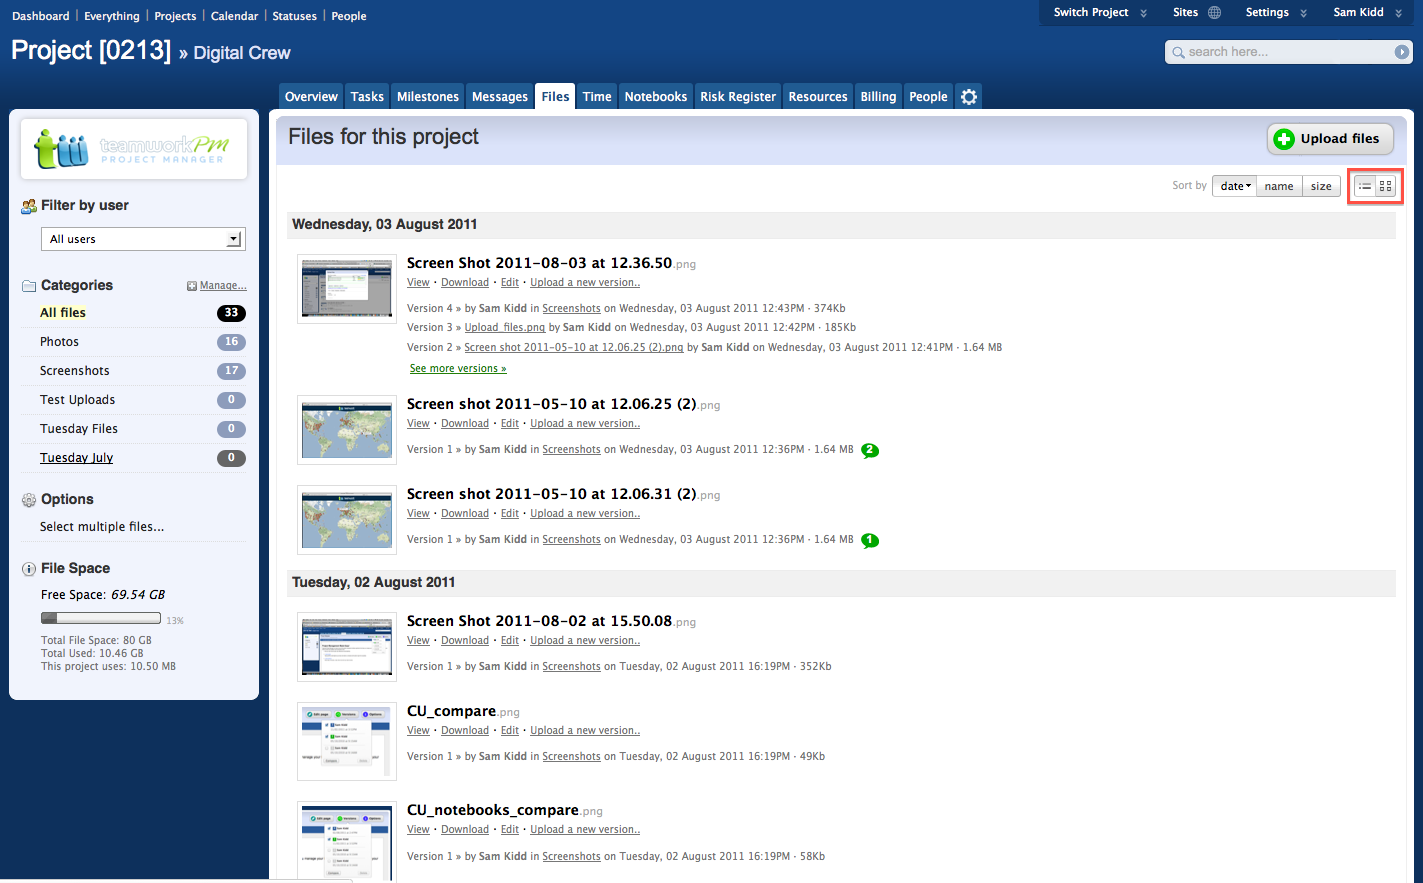 Dashboard | Everything | Projects | Calendar | Statuses | People
Switch Project Sites Settings Sam Kidd
Project [0213] » Digital Crew
search here...
Overview Tasks Milestones Messages Files Time Notebooks Risk Register Resources Billing People
teamworkPm
PROJECT MANAGER
Filter by user
All users
Categories Manage...
All files 33
Photos 16
Screenshots 17
Test Uploads 0
Tuesday Files 0
Tuesday July 0
Options
Select multiple files...
File Space
Free Space: 69.54 GB
13%
Total File Space: 80 GB
Total Used: 10.46 GB
This project uses: 10.50 MB
Files for this project
Upload files
Sort by date name size
Wednesday, 03 August 2011
Screen Shot 2011-08-03 at 12.36.50.png
View · Download · Edit · Upload a new version..
Version 4 » by Sam Kidd in Screenshots on Wednesday, 03 August 2011 12:43PM · 374Kb
Version 3 » Upload_files.png by Sam Kidd on Wednesday, 03 August 2011 12:42PM · 185Kb
Version 2 » Screen shot 2011-05-10 at 12.06.25 (2).png by Sam Kidd on Wednesday, 03 August 2011 12:41PM · 1.64 MB
See more versions »
Screen shot 2011-05-10 at 12.06.25 (2).png
View · Download · Edit · Upload a new version..
Version 1 » by Sam Kidd in Screenshots on Wednesday, 03 August 2011 12:36PM · 1.64 MB 2
Screen shot 2011-05-10 at 12.06.31 (2).png
View · Download · Edit · Upload a new version..
Version 1 » by Sam Kidd in Screenshots on Wednesday, 03 August 2011 12:36PM · 1.64 MB 1
Tuesday, 02 August 2011
Screen Shot 2011-08-02 at 15.50.08.png
View · Download · Edit · Upload a new version..
Version 1 » by Sam Kidd in Screenshots on Tuesday, 02 August 2011 16:19PM · 352Kb
CU_compare.png
View · Download · Edit · Upload a new version..
Version 1 » by Sam Kidd in Screenshots on Tuesday, 02 August 2011 16:19PM · 49Kb
CU_notebooks_compare.png
View · Download · Edit · Upload a new version..
Version 1 » by Sam Kidd in Screenshots on Tuesday, 02 August 2011 16:19PM · 58Kb